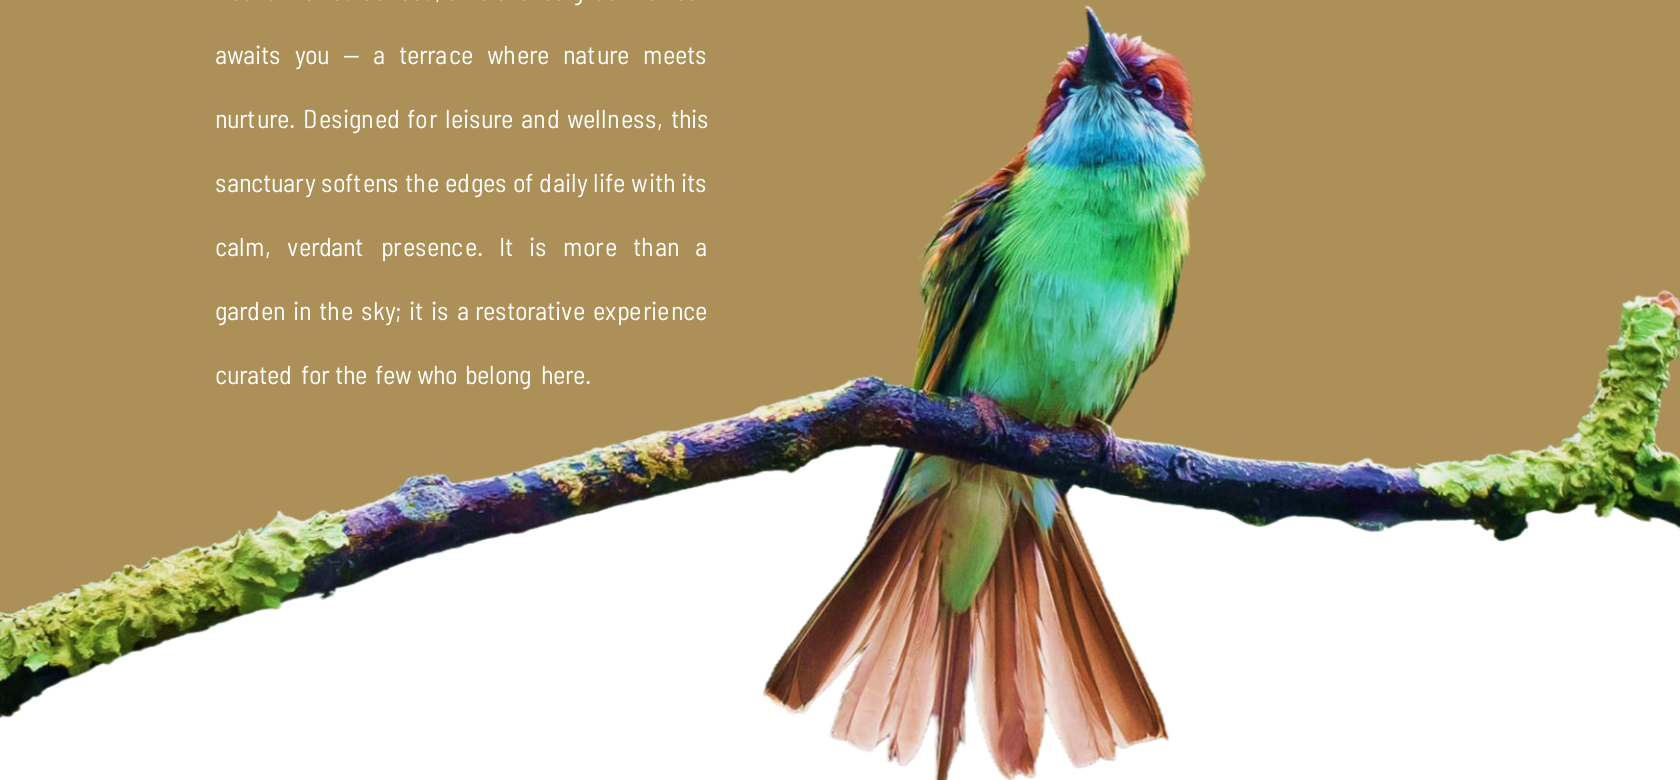 awaits you – a terrace where nature meets
nurture. Designed for leisure and wellness, this
sanctuary softens the edges of daily life with its
calm, verdant presence. It is more than a
garden in the sky; it is a restorative experience
curated for the few who belong here.